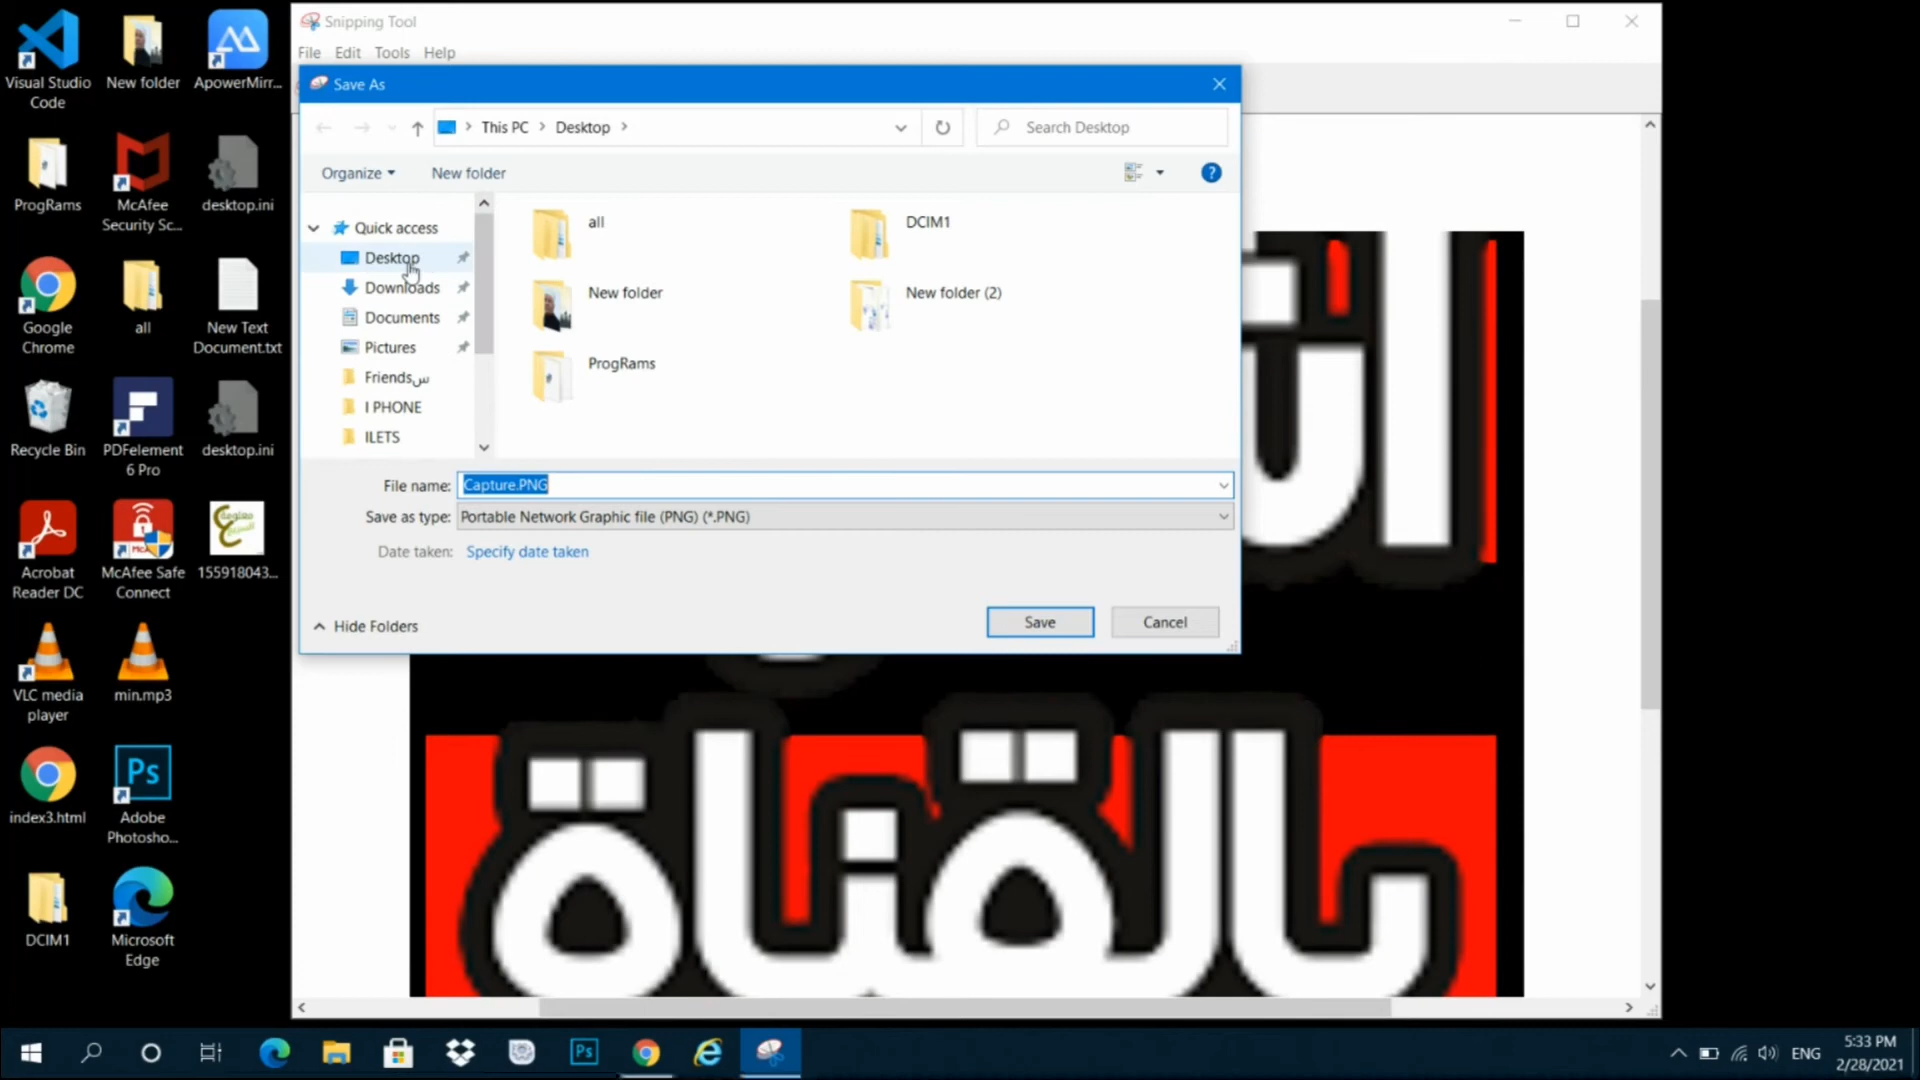 Visual Studio Code
New folder
ApowerMirr...
ProgRams
McAfee Security Sc...
desktop.ini
Google Chrome
all
New Text Document.txt
Recycle Bin
PDFelement 6 Pro
desktop.ini
Acrobat Reader DC
McAfee Safe Connect
155918043...
VLC media player
min.mp3
index3.html
Ps
Adobe Photosho...
DCIM1
Microsoft Edge
Snipping Tool
File Edit Tools Help
Save As
This PC > Desktop >
Search Desktop
Organize
New folder
?
Quick access
Desktop
Downloads
Documents
Pictures
Friendsس
I PHONE
ILETS
all
DCIM1
New folder
New folder (2)
ProgRams
File name: Capture.PNG
Save as type: Portable Network Graphic file (PNG) (*.PNG)
Date taken: Specify date taken
Hide Folders
Save
Cancel
بالقناة
Ps
ENG
5:33 PM
2/28/2021